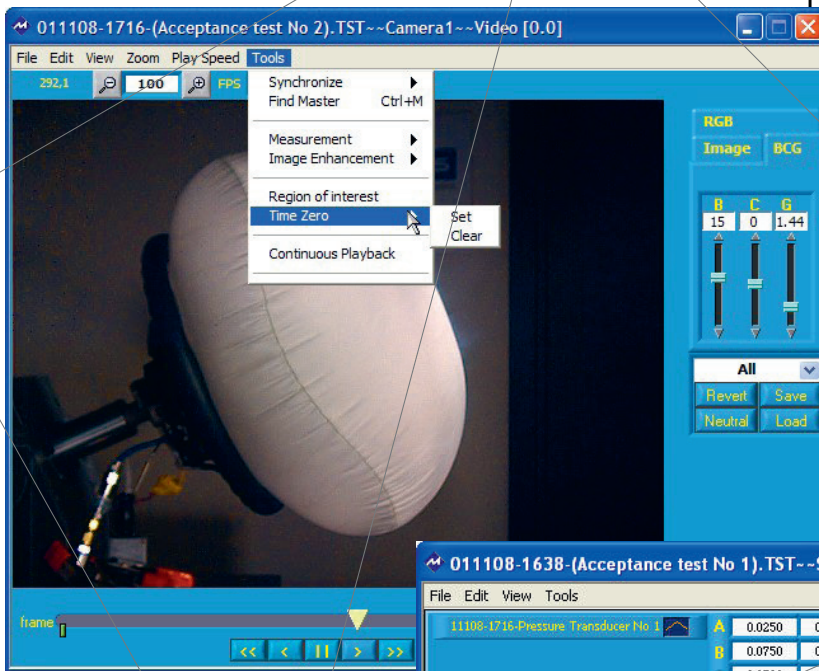 011108-1716-(Acceptance test No 2).TST~~Camera1~~Video [0.0]
File Edit View Zoom Play Speed Tools
292,1 100 FPS
Synchronize
Find Master Ctrl+M
Measurement
Image Enhancement
Region of interest
Time Zero
Set
Clear
Continuous Playback
RGB
Image BCG
B C G
15 0 1.44
All
Revert Save
Neutral Load
frame
<< < II > >>
011108-1638-(Acceptance test No 1).TST~~S
File Edit View Tools
11108-1716-Pressure Transducer No 1 A 0.0250 0
B 0.0750 0